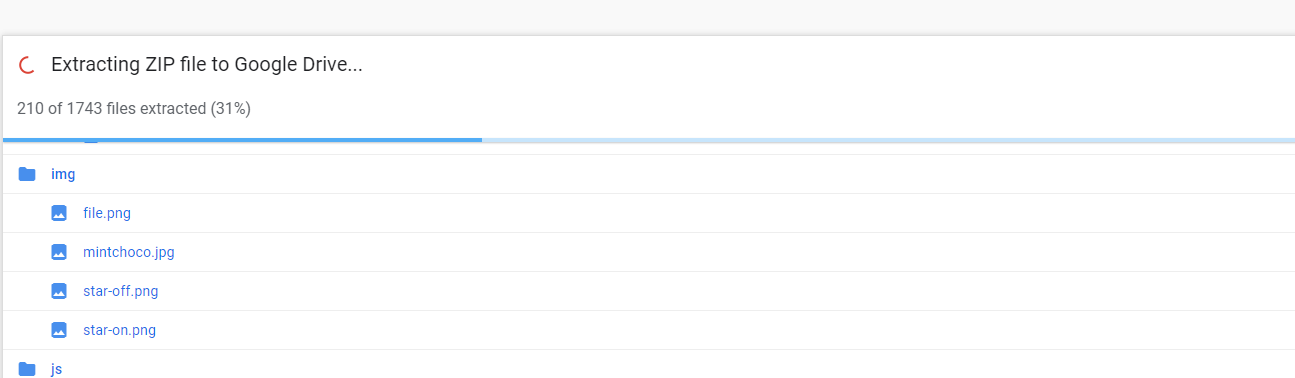 Extracting ZIP file to Google Drive...
210 of 1743 files extracted (31%)
img
file.png
mintchoco.jpg
star-off.png
star-on.png
js